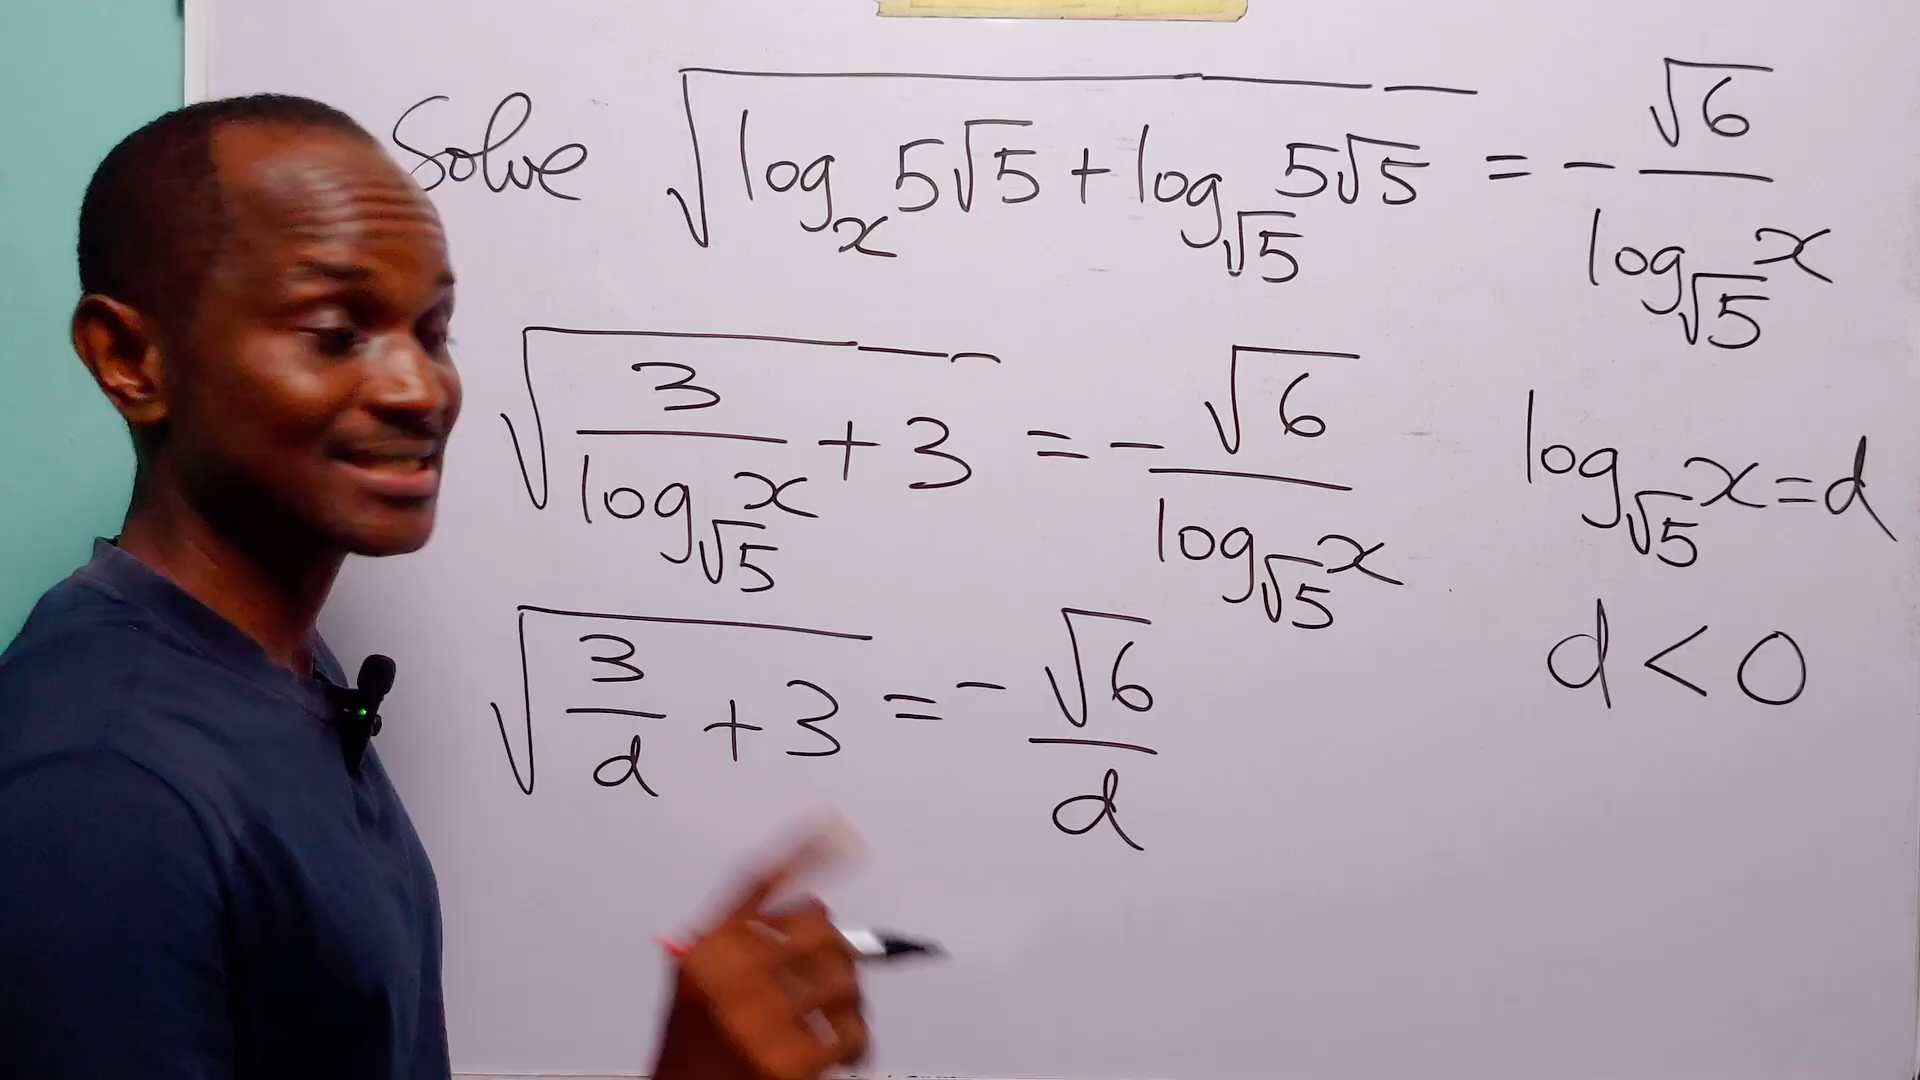 Solve √(logₓ 5√5 + log_√5 5√5) = - √6 / log_√5 x
√(3 / log_√5 x + 3) = - √6 / log_√5 x
log_√5 x = d
√(3 / d + 3) = - √6 / d
d < 0